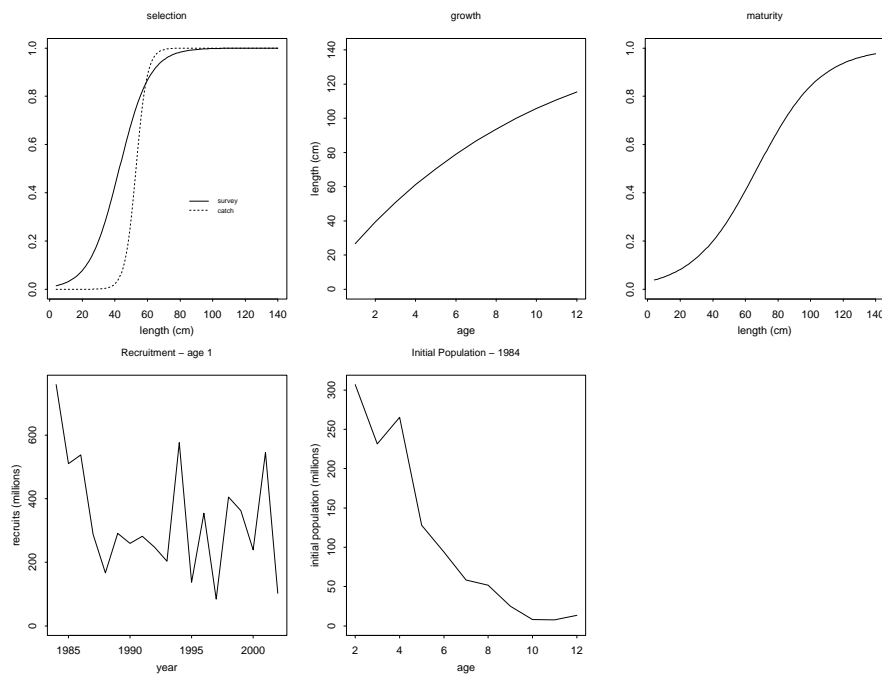 selection
0.0 0.2 0.4 0.6 0.8 1.0
survey
catch
0 20 40 60 80 100 120 140
length (cm)
growth
length (cm)
0 20 40 60 80 100 120 140
2 4 6 8 10 12
age
maturity
0.0 0.2 0.4 0.6 0.8 1.0
0 20 40 60 80 100 120 140
length (cm)
Recruitment – age 1
recruits (millions)
0 200 400 600
1985 1990 1995 2000
year
Initial Population – 1984
initial population (millions)
0 50 100 150 200 250 300
2 4 6 8 10 12
age